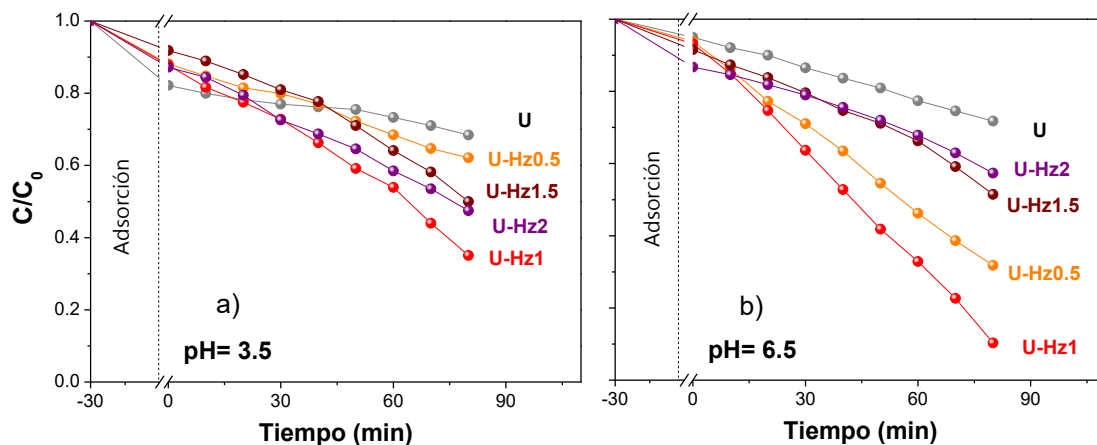 1.0
0.8
0.6
0.4
0.2
0.0
C/C0
Adsorción
U
U-Hz0.5
U-Hz1.5
U-Hz2
U-Hz1
a)
pH= 3.5
-30
0
30
60
90
Tiempo (min)
Adsorción
U
U-Hz2
U-Hz1.5
U-Hz0.5
U-Hz1
b)
pH= 6.5
-30
0
30
60
90
Tiempo (min)